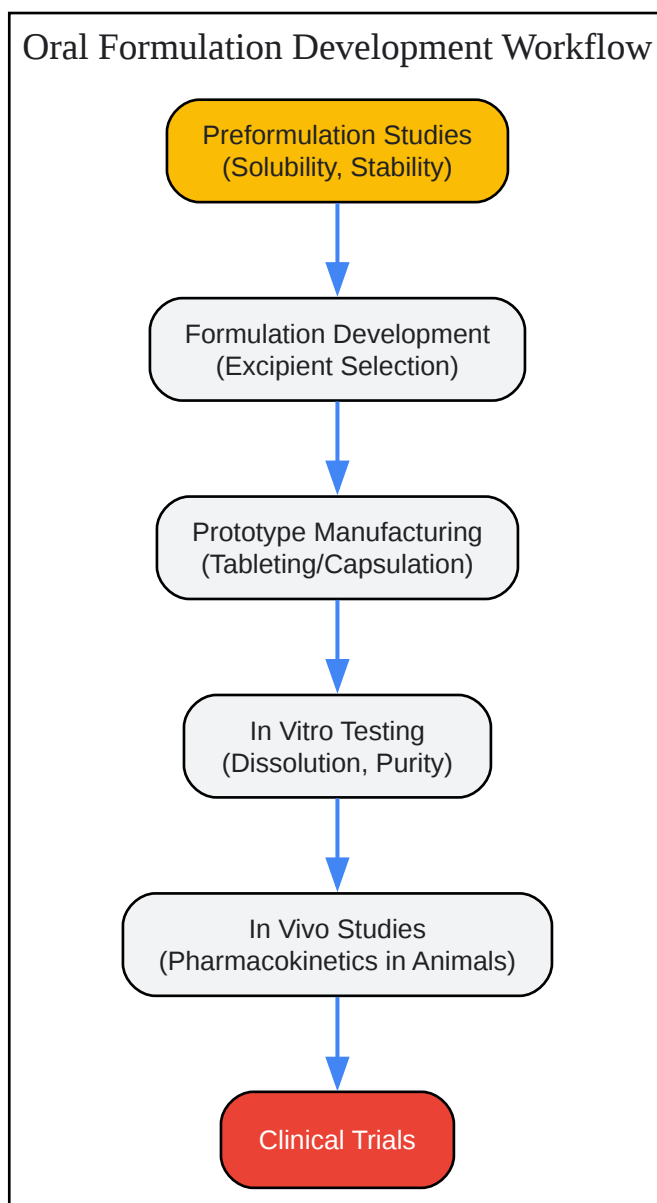 Oral Formulation Development Workflow
Preformulation Studies
(Solubility, Stability)
Formulation Development
(Excipient Selection)
Prototype Manufacturing
(Tableting/Capsulation)
In Vitro Testing
(Dissolution, Purity)
In Vivo Studies
(Pharmacokinetics in Animals)
Clinical Trials